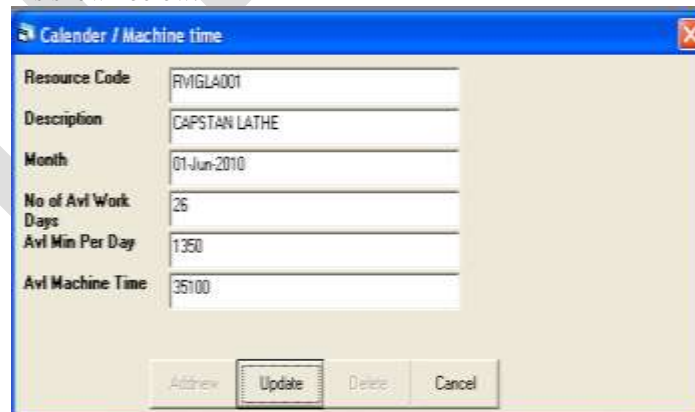 Calender / Machine time
Resource Code RVIGLA001
Description CAPSTAN LATHE
Month 01-Jun-2010
No of Avl Work Days 26
Avl Min Per Day 1350
Avl Machine Time 35100
Addnew Update Delete Cancel